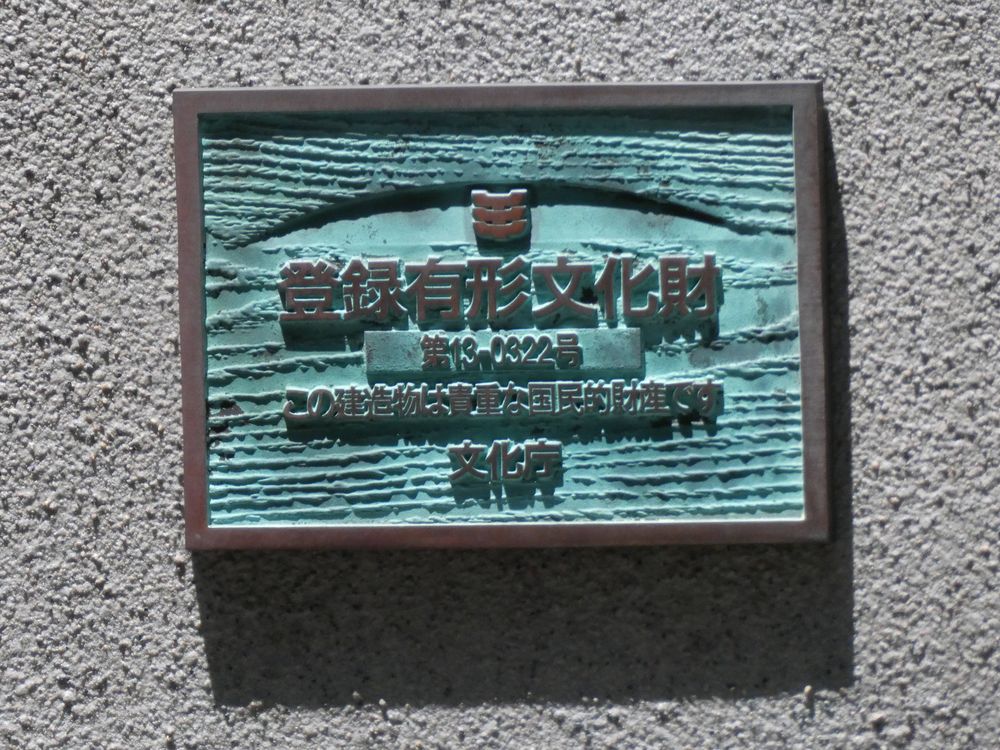 登録有形文化財
第13-0322号
この建造物は貴重な国民的財産です
文化庁